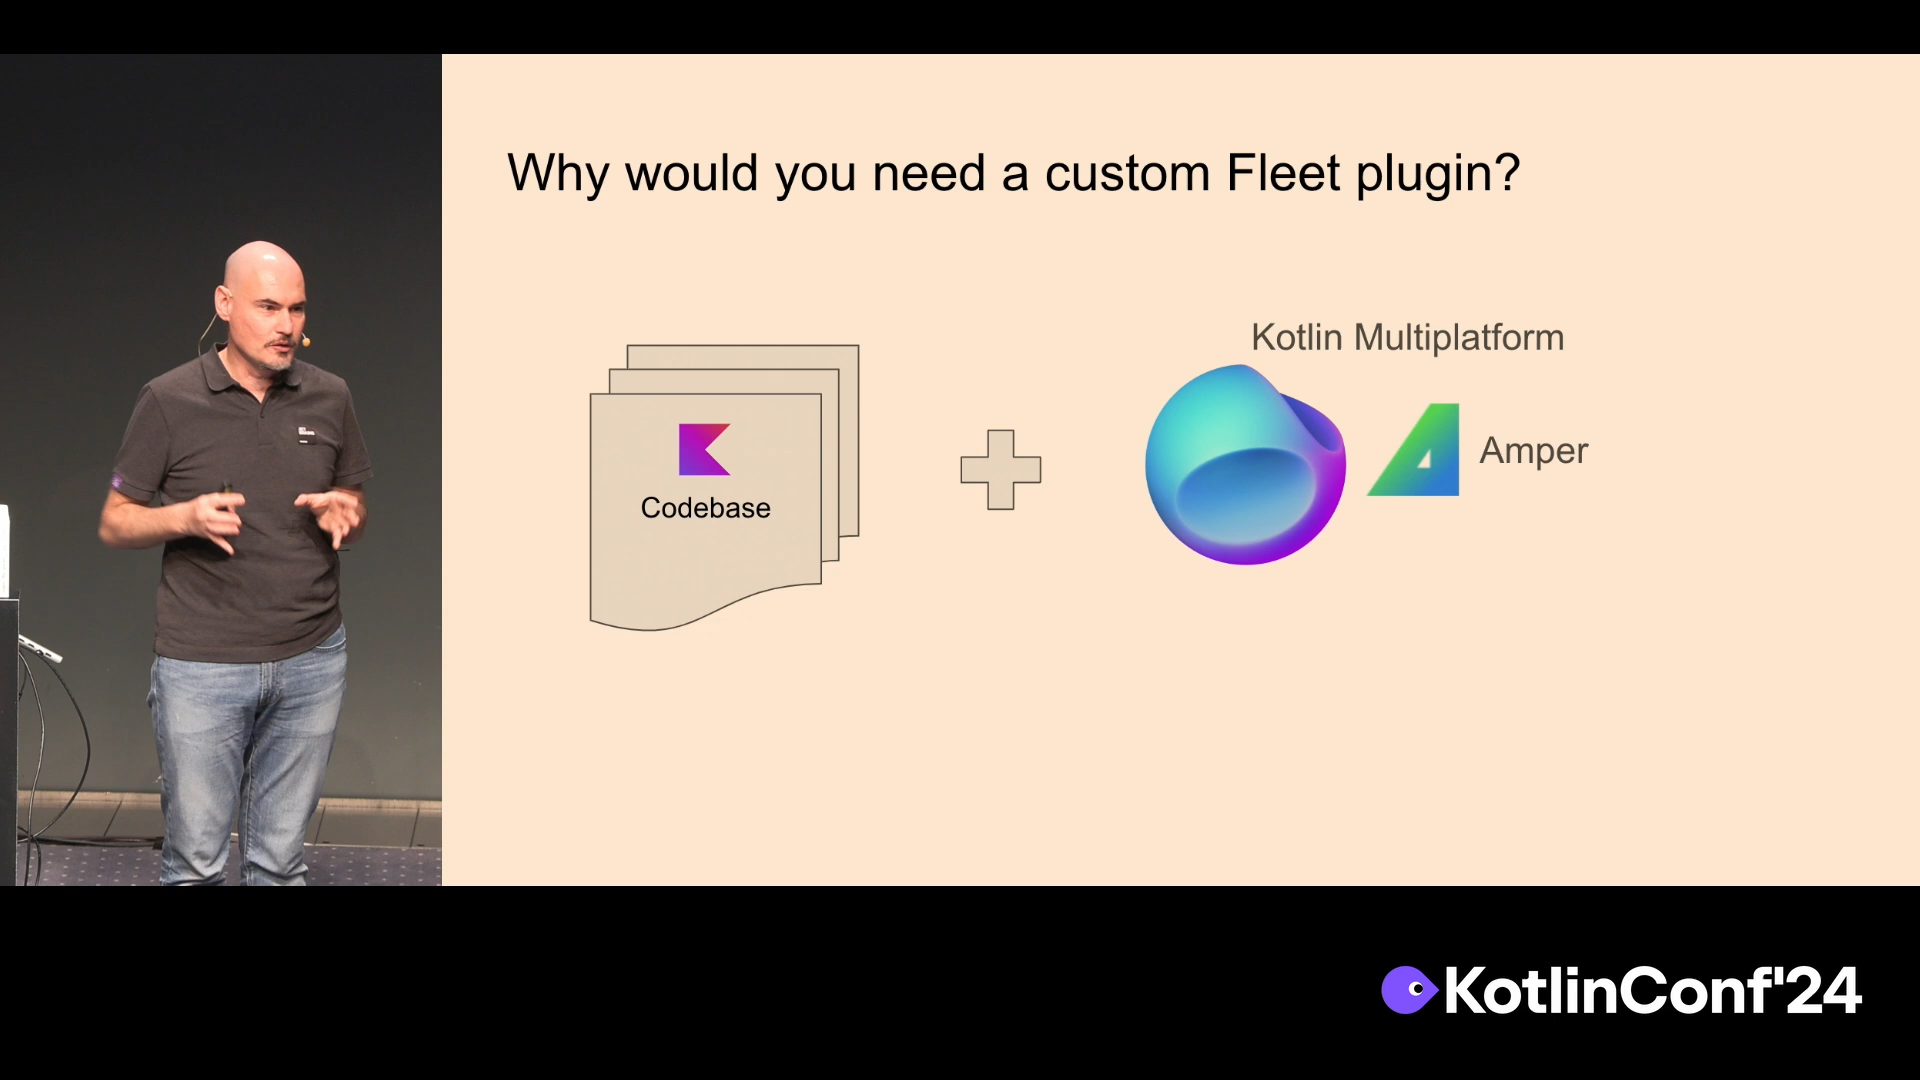 Why would you need a custom Fleet plugin?
Kotlin Multiplatform
Codebase
Amper
KotlinConf'24